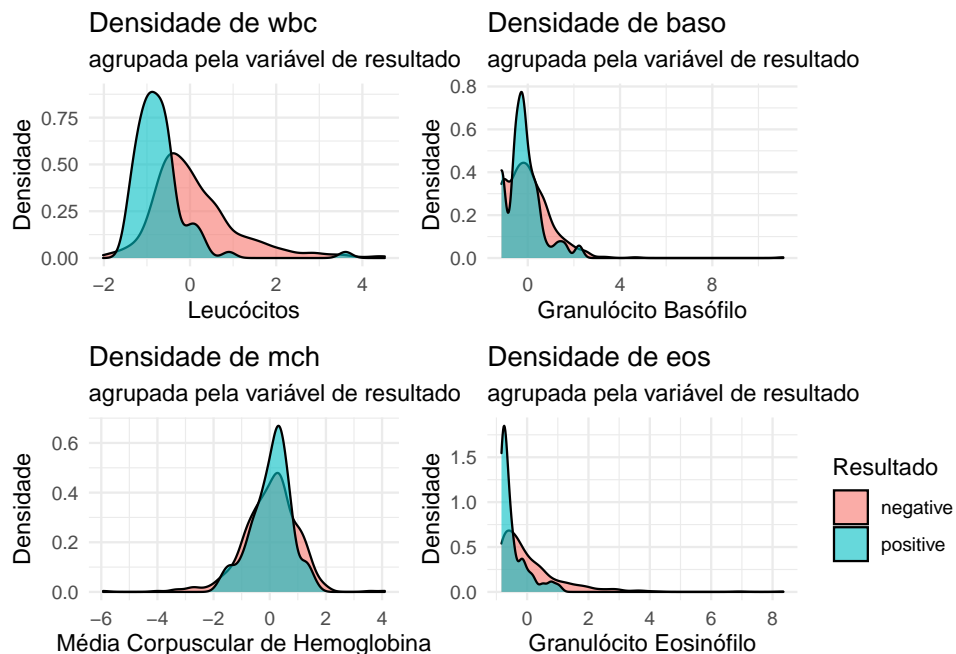 Densidade de wbc
agrupada pela variável de resultado
Densidade
0.75
0.50
0.25
0.00
−2
0
2
4
Leucócitos
Densidade de baso
agrupada pela variável de resultado
Densidade
0.8
0.6
0.4
0.2
0.0
0
4
8
Granulócito Basófilo
Densidade de mch
agrupada pela variável de resultado
Densidade
0.6
0.4
0.2
0.0
−6
−4
−2
0
2
4
Média Corpuscular de Hemoglobina
Densidade de eos
agrupada pela variável de resultado
Densidade
1.5
1.0
0.5
0.0
0
2
4
6
8
Granulócito Eosinófilo
Resultado
negative
positive